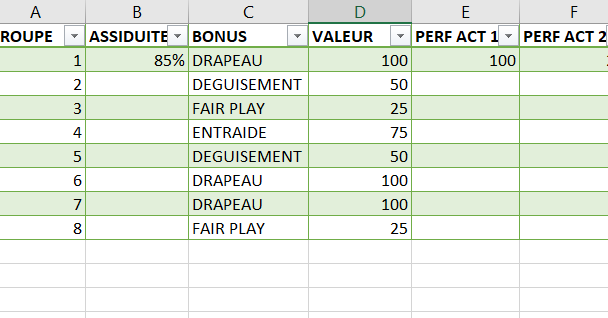 A B C D E F
ROUPE ASSIDUITE BONUS VALEUR PERF ACT 1 PERF ACT 2
1 85% DRAPEAU 100 100
2 DEGUISEMENT 50
3 FAIR PLAY 25
4 ENTRAIDE 75
5 DEGUISEMENT 50
6 DRAPEAU 100
7 DRAPEAU 100
8 FAIR PLAY 25